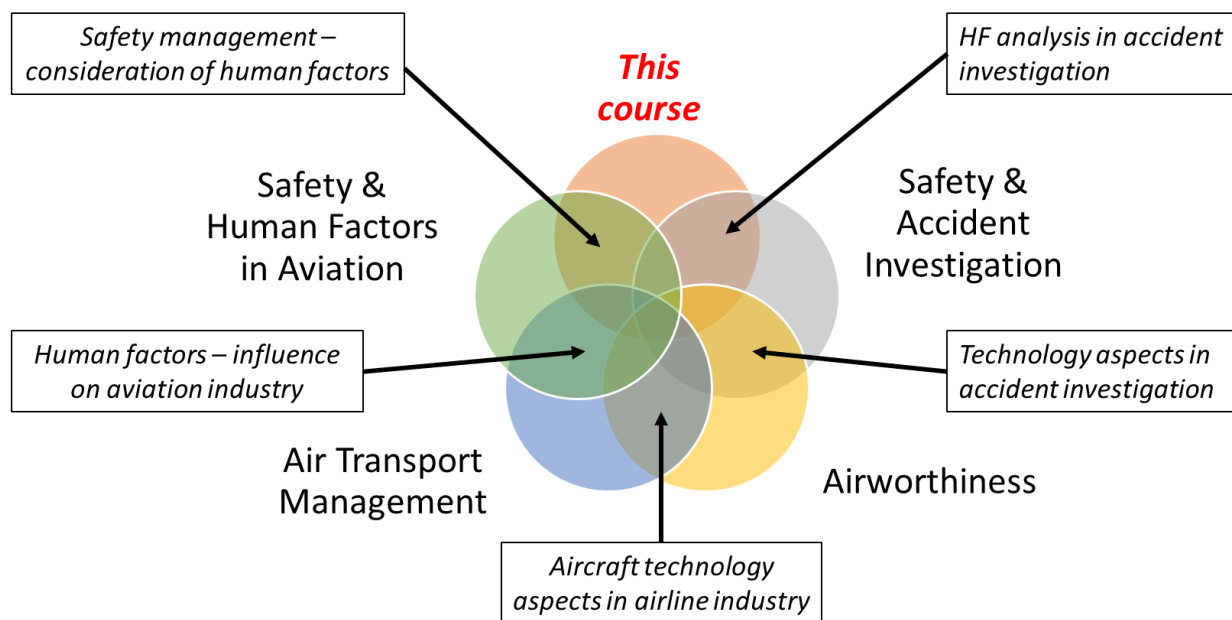 Safety management –
consideration of human factors
This
course
HF analysis in accident
investigation
Safety &
Human Factors
in Aviation
Safety &
Accident
Investigation
Human factors – influence
on aviation industry
Technology aspects in
accident investigation
Air Transport
Management
Airworthiness
Aircraft technology
aspects in airline industry